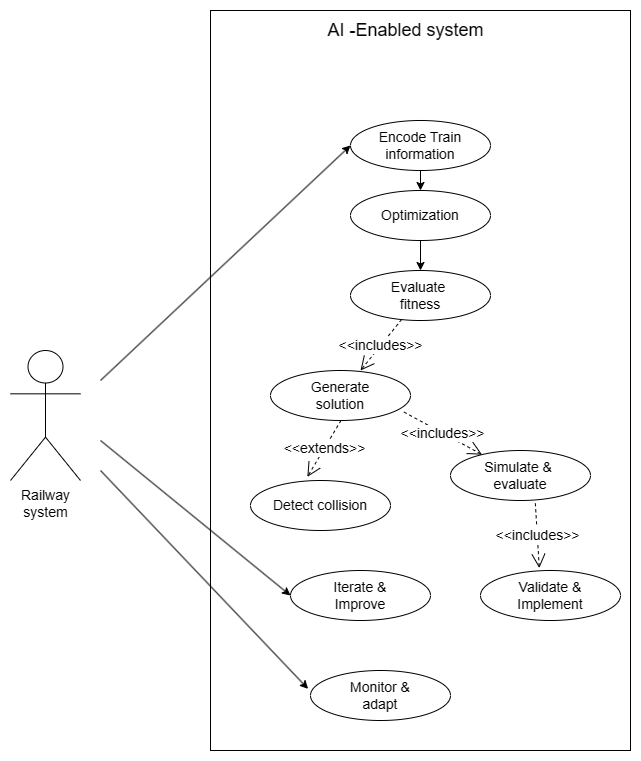 AI -Enabled system
Encode Train
information
Optimization
Evaluate
fitness
<<includes>>
Generate
solution
<<includes>>
<<extends>>
Simulate &
evaluate
Detect collision
Railway
system
<<includes>>
Iterate &
Improve
Validate &
Implement
Monitor &
adapt